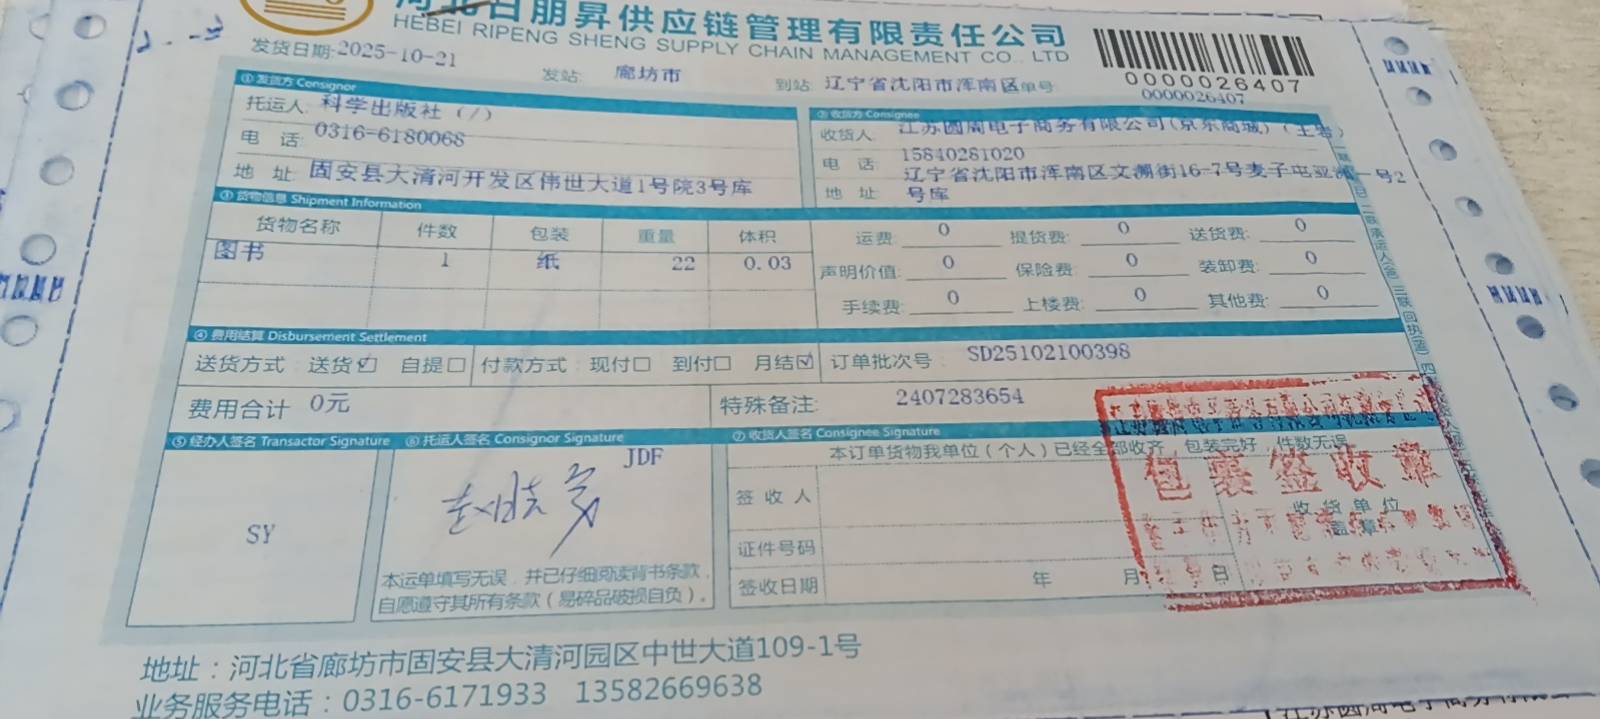 河北日朋昇供应链管理有限责任公司
HEBEI RIPENG SHENG SUPPLY CHAIN MANAGEMENT CO., LTD
发货日期:2025-10-21 发站: 廊坊市 到站: 辽宁省沈阳市浑南区 单号
0000026407
0000026407
①发货方 Consignor
托运人: 科学出版社（/）
电 话: 0316-6180068
地 址: 固安县大清河开发区伟世大道1号院3号库
②收货方 Consignee
收货人: 江苏圆周电子商务有限公司(京东商城)
电 话: 15840281020
地 址: 辽宁省沈阳市浑南区文溯街16-7号麦子屯亚洲一号2号库
③货物信息 Shipment Information
货物名称 件数 包装 重量 体积
图书 1 纸 22 0.03
运费: 0 提货费: 0 送货费: 0
声明价值: 0 保险费: 0 装卸费: 0
手续费: 0 上楼费: 0 其他费: 0
④费用结算 Disbursement Settlement
送货方式 送货☑ 自提☐ 付款方式: 现付☐ 到付☐ 月结☑ 订单批次号: SD25102100398
费用合计 0元 特殊备注: 2407283654
⑤经办人签名 Transactor Signature
SY
⑥托运人签名 Consignor Signature
JDF
本运单填写无误，并已仔细阅读背书条款，
自愿遵守其所有条款（易碎品破损自负）。
⑦收货人签名 Consignee Signature
本订单货物我单位（个人）已经全部收齐，包装完好，件数无误。
签 收 人
证件号码
签收日期 年 月 日
收 货 单 位
盖 章
包裹签收章
地址：河北省廊坊市固安县大清河园区中世大道109-1号
业务服务电话：0316-6171933 13582669638